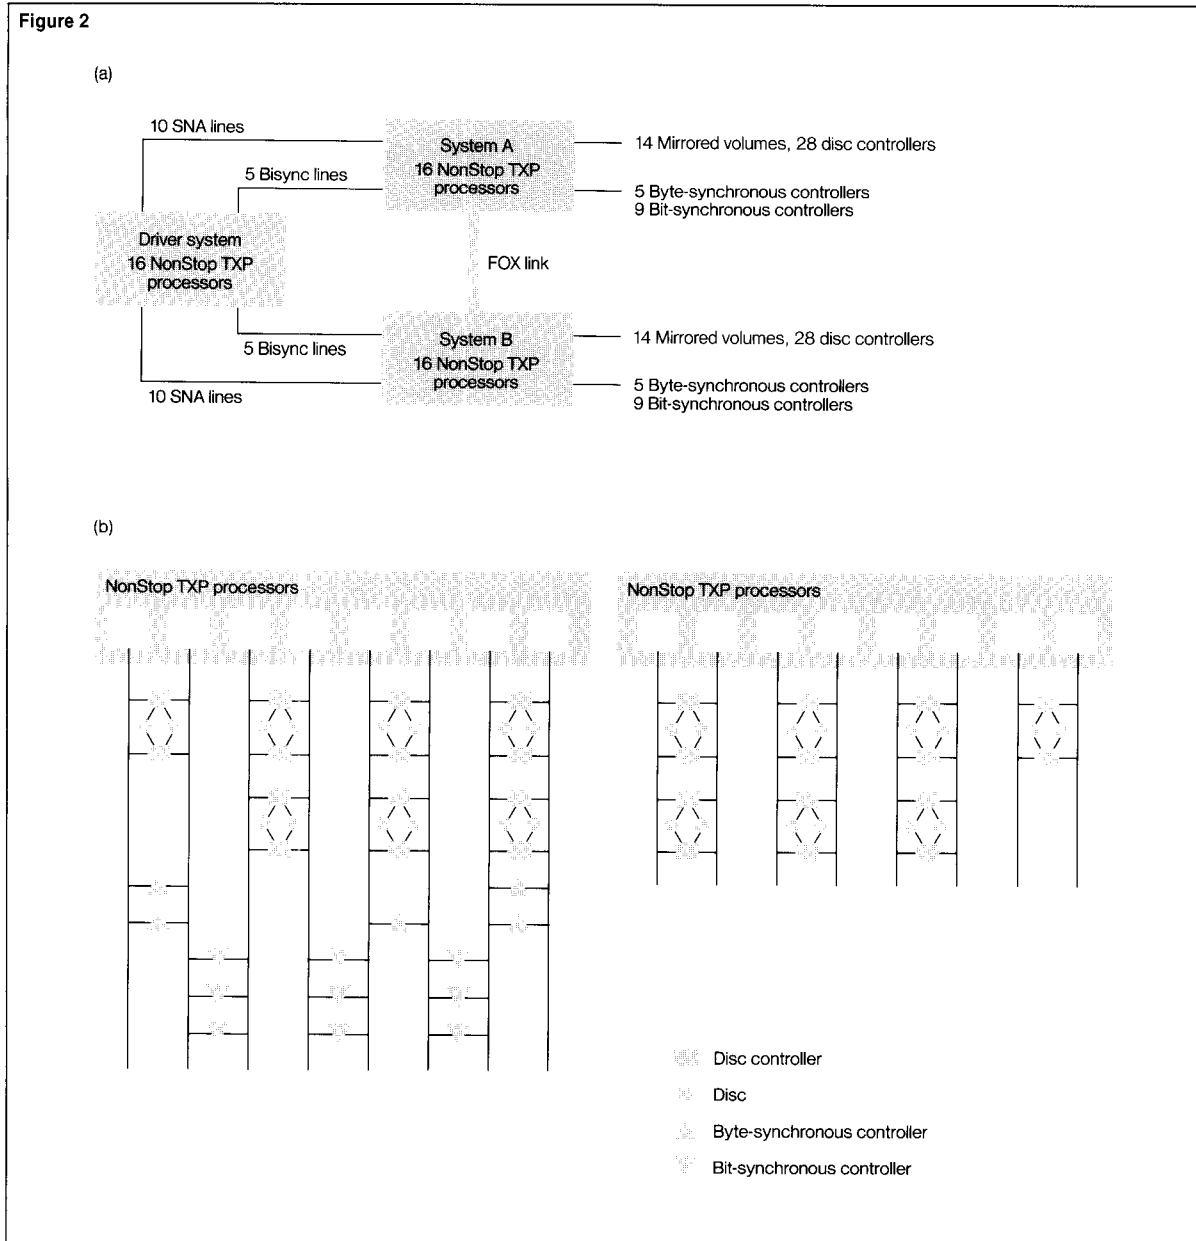 Figure 2
(a)
10 SNA lines
5 Bisync lines
Driver system
16 NonStop TXP
processors
5 Bisync lines
10 SNA lines
System A
16 NonStop TXP
processors
FOX link
System B
16 NonStop TXP
processors
14 Mirrored volumes, 28 disc controllers
5 Byte-synchronous controllers
9 Bit-synchronous controllers
14 Mirrored volumes, 28 disc controllers
5 Byte-synchronous controllers
9 Bit-synchronous controllers
(b)
NonStop TXP processors
NonStop TXP processors
Disc controller
Disc
Byte-synchronous controller
Bit-synchronous controller